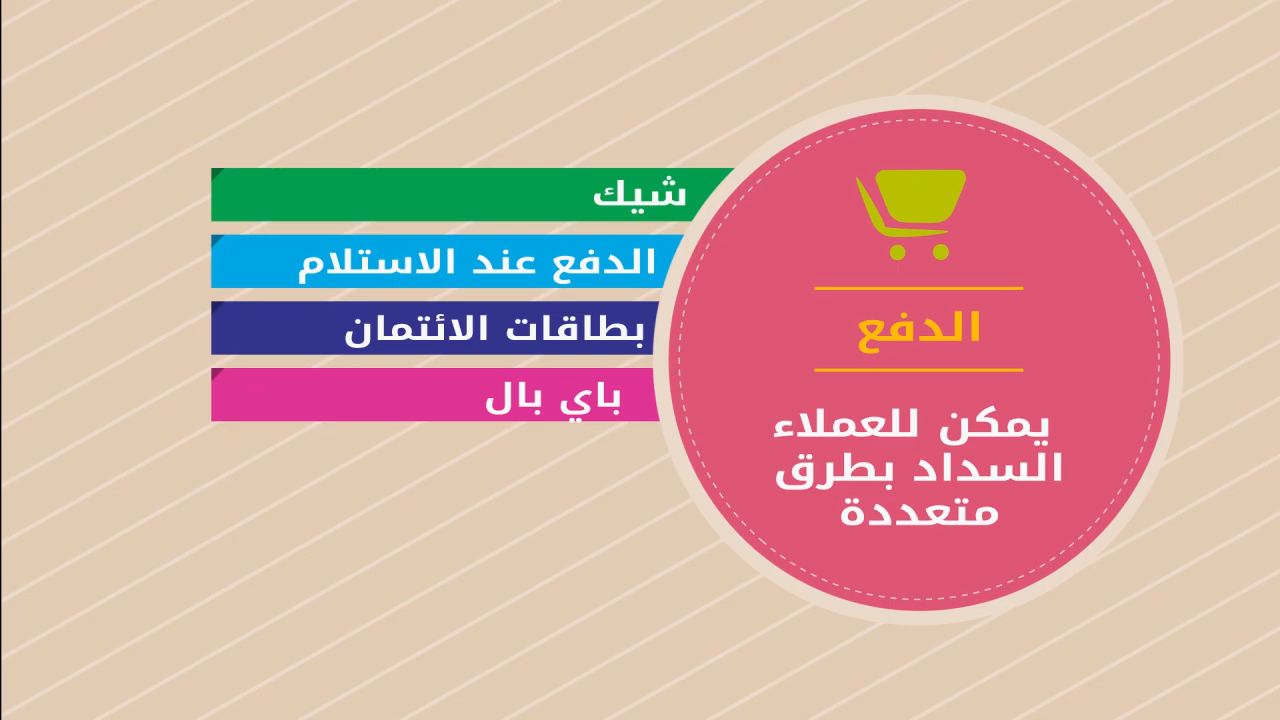 الدفع
يمكن للعملاء
السداد بطرق
متعددة
شيك
الدفع عند الاستلام
بطاقات الائتمان
باي بال